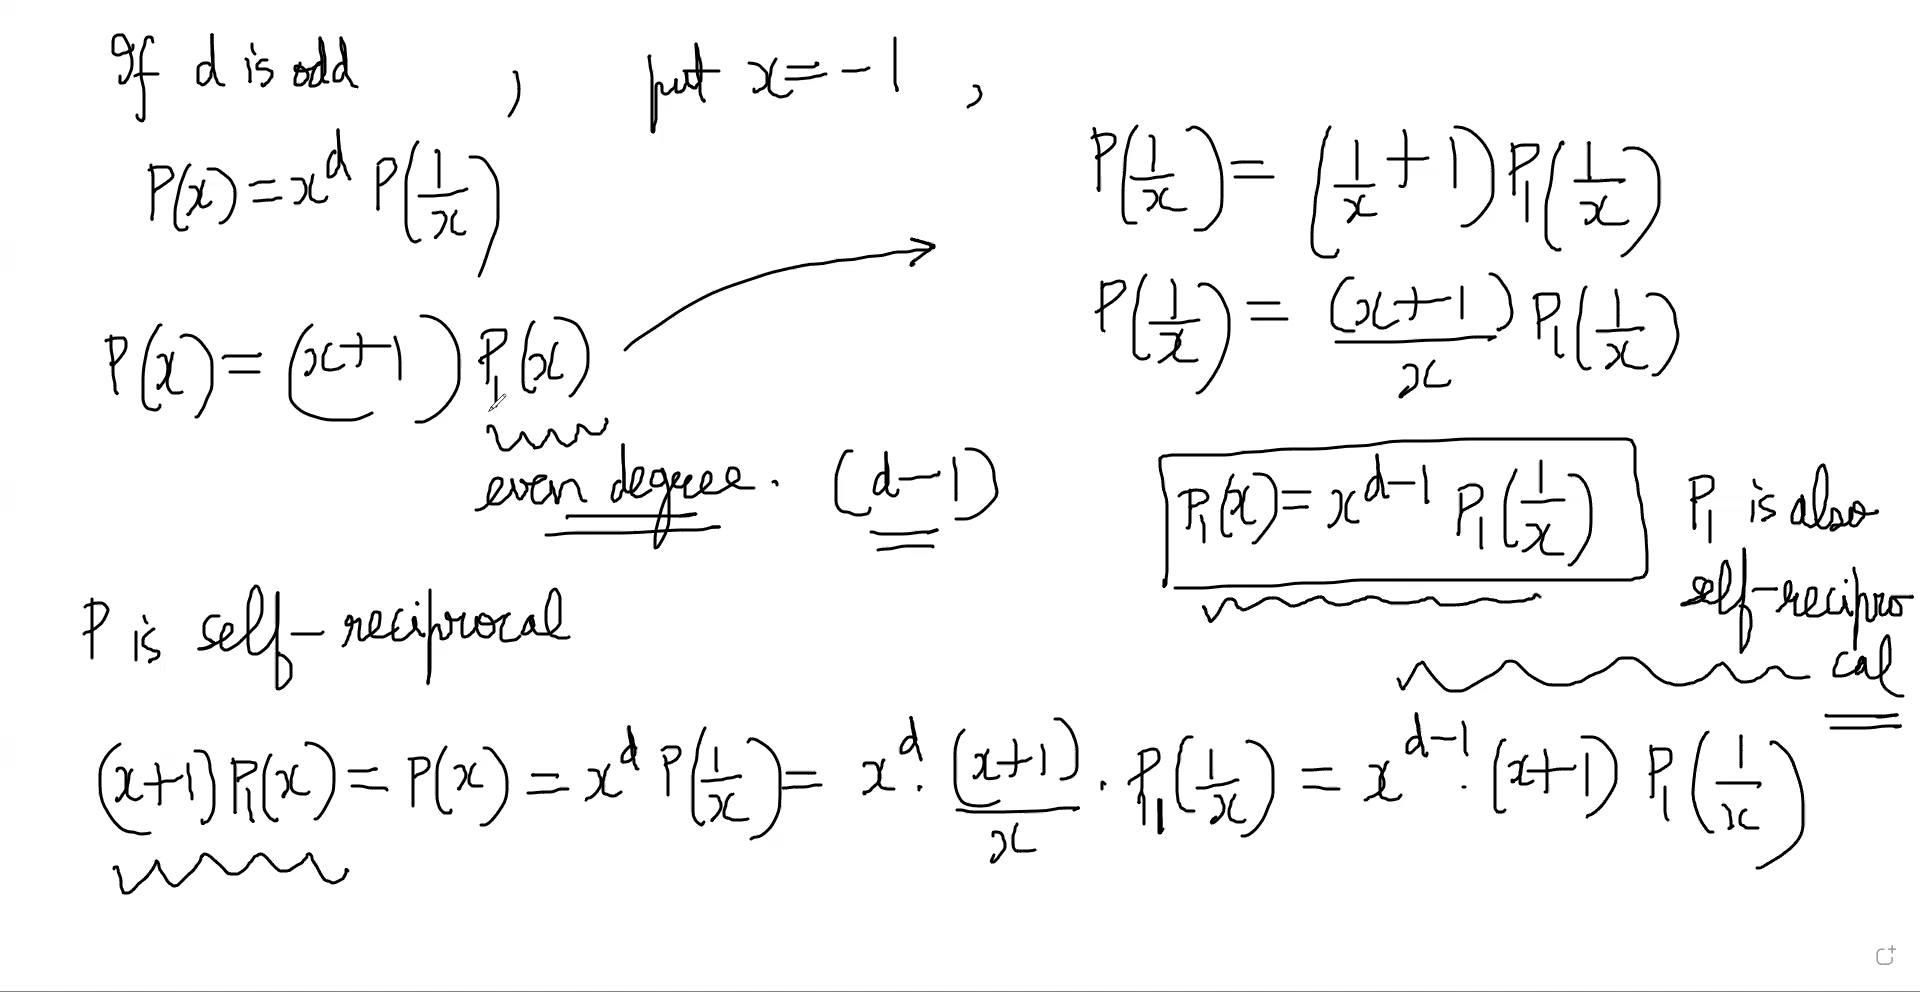 If d is odd , put x = -1 ,
P(x) = x^d P(1/x)
P(1/x) = (1/x + 1) P₁(1/x)
P(1/x) = (x+1)/x P₁(1/x)
P(x) = (x+1) P₁(x)
even degree. (d-1)
P₁(x) = x^{d-1} P₁(1/x)
P₁ is also
self-recipro
cal
P is self-reciprocal
(x+1) P₁(x) = P(x) = x^d P(1/x) = x^d . (x+1)/x . P₁(1/x) = x^{d-1} . (x+1) P₁(1/x)